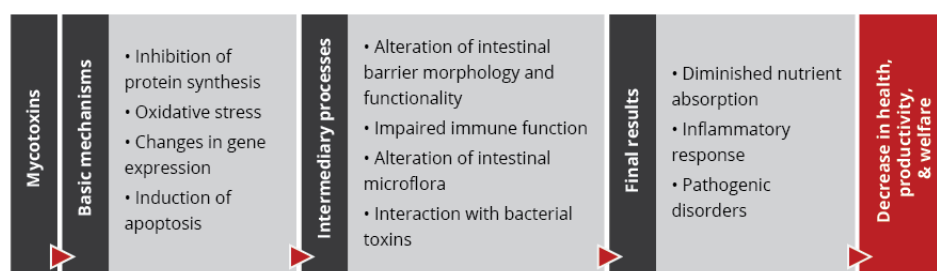 Mycotoxins
Basic mechanisms
• Inhibition of
protein synthesis
• Oxidative stress
• Changes in gene
expression
• Induction of
apoptosis
Intermediary processes
• Alteration of intestinal
barrier morphology and
functionality
• Impaired immune function
• Alteration of intestinal
microflora
• Interaction with bacterial
toxins
Final results
• Diminished nutrient
absorption
• Inflammatory
response
• Pathogenic
disorders
Decrease in health,
productivity,
& welfare